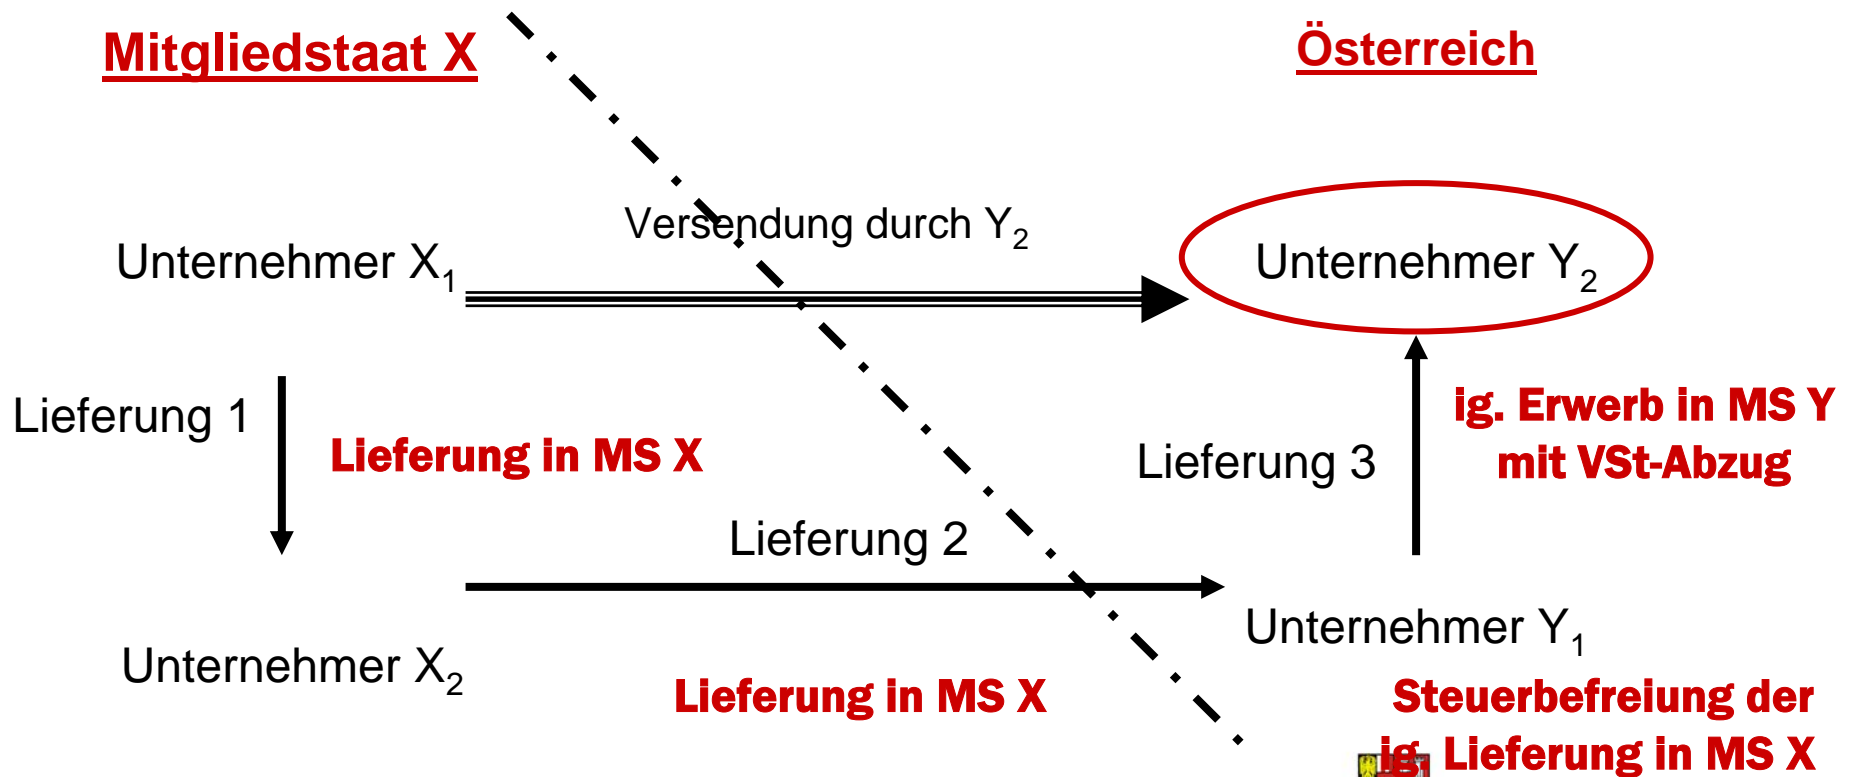 Mitgliedstaat X
Österreich
Versendung durch Y2
Unternehmer X1
Unternehmer Y2
Lieferung 1
Lieferung in MS X
Lieferung 3
ig. Erwerb in MS Y
mit VSt-Abzug
Lieferung 2
Unternehmer X2
Unternehmer Y1
Lieferung in MS X
Steuerbefreiung der
ig. Lieferung in MS X